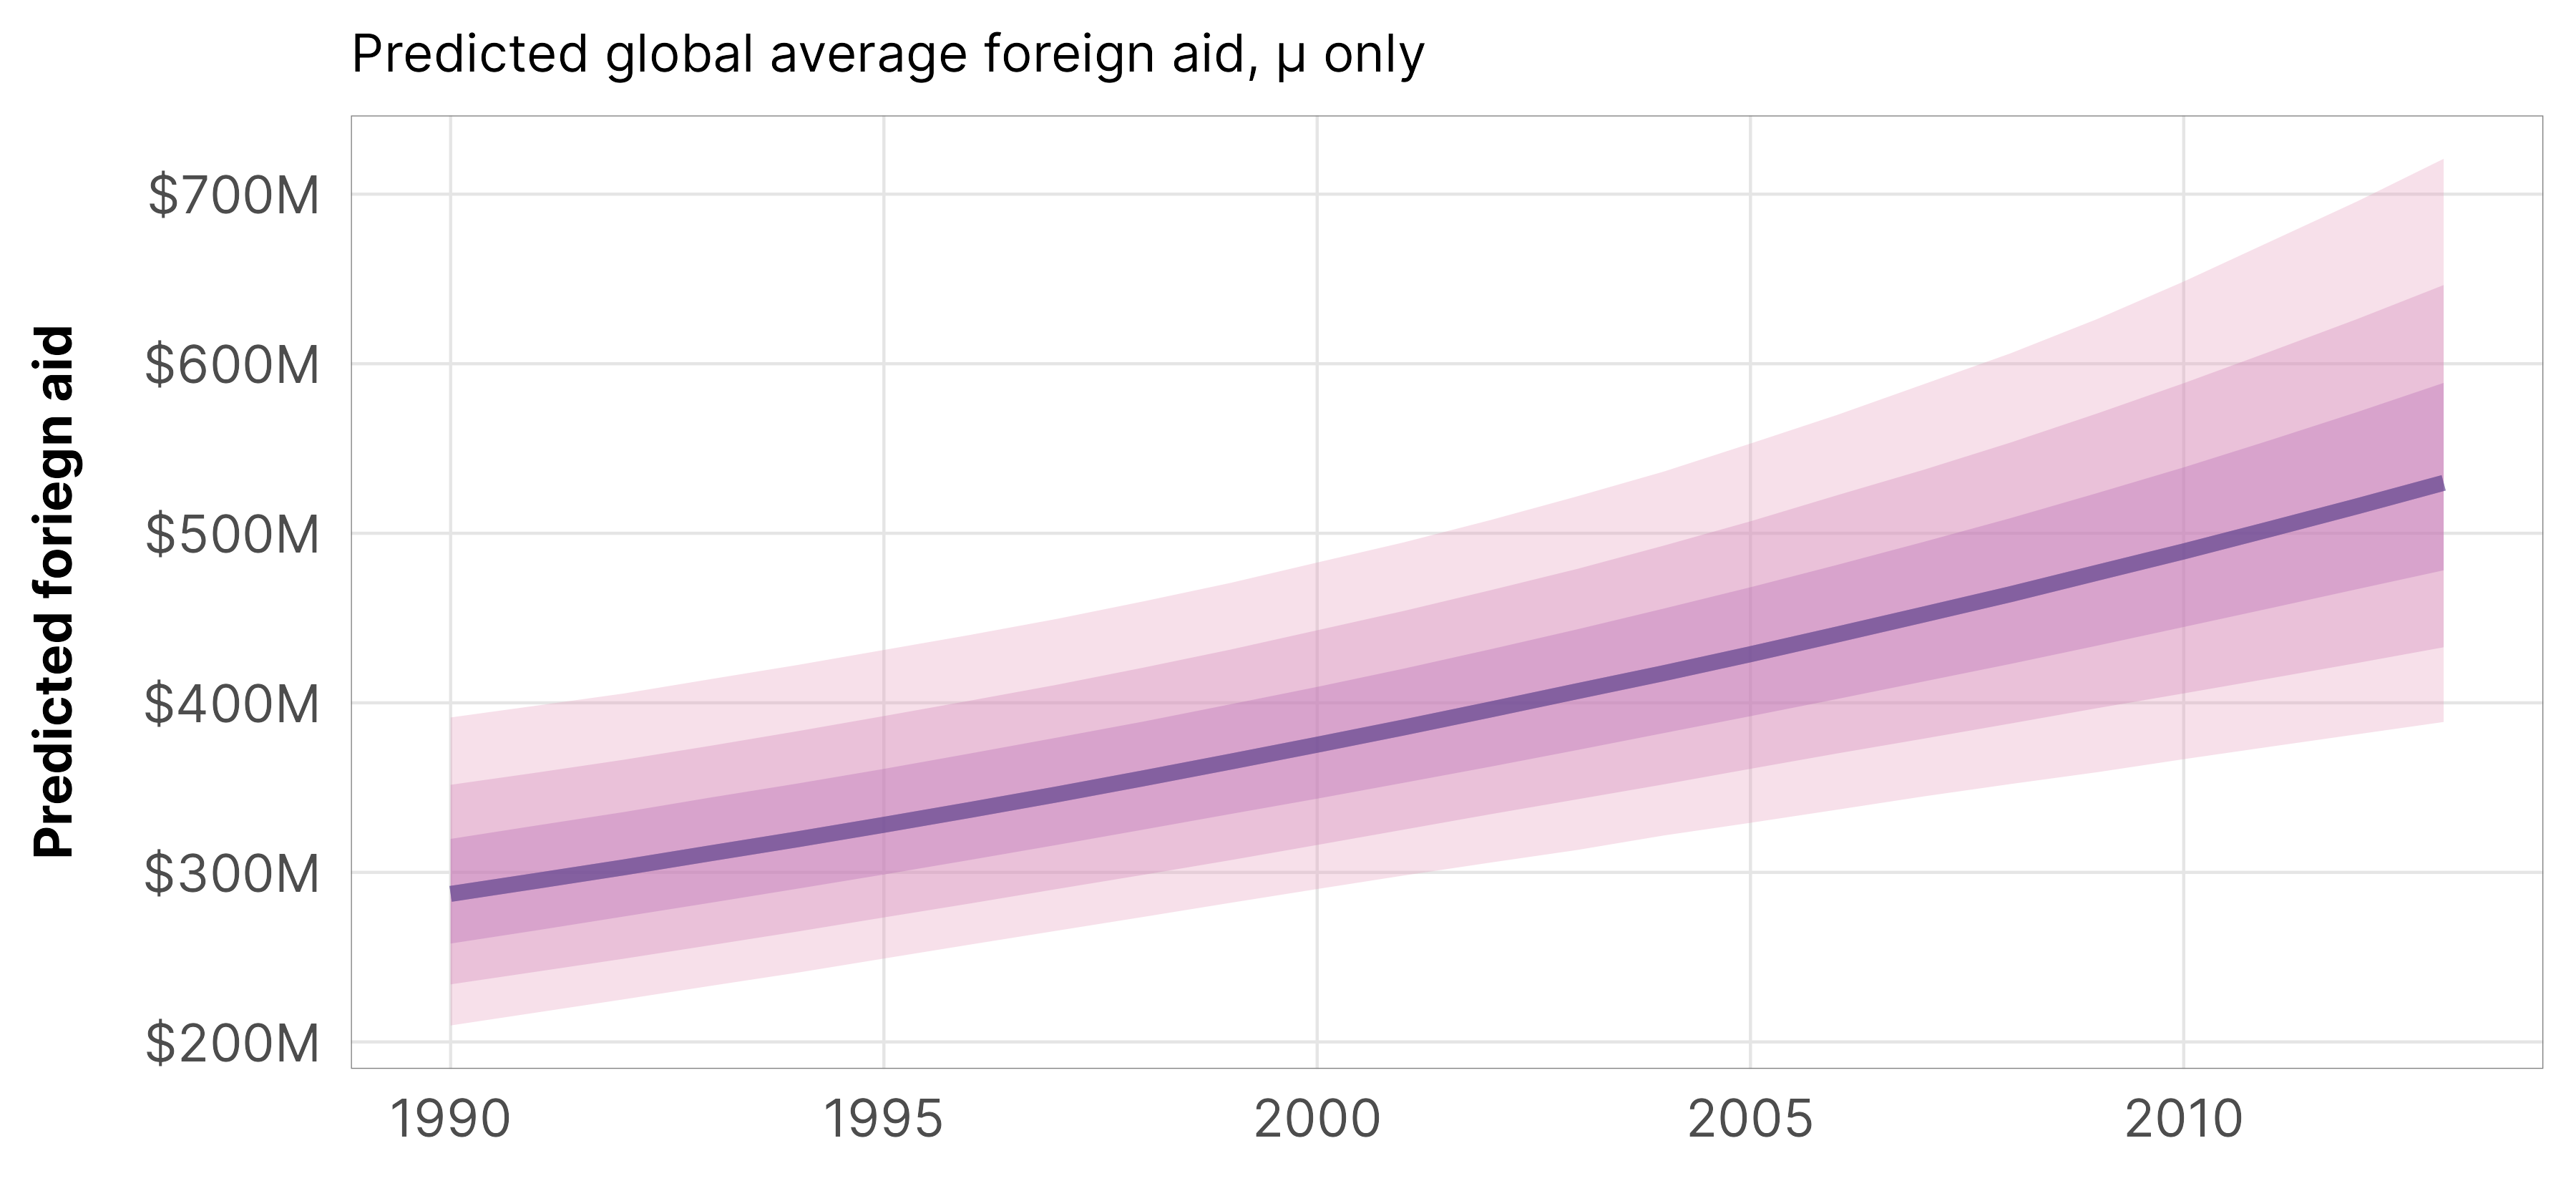 Predicted global average foreign aid, μ only
Predicted foriegn aid
$700M
$600M
$500M
$400M
$300M
$200M
1990
1995
2000
2005
2010